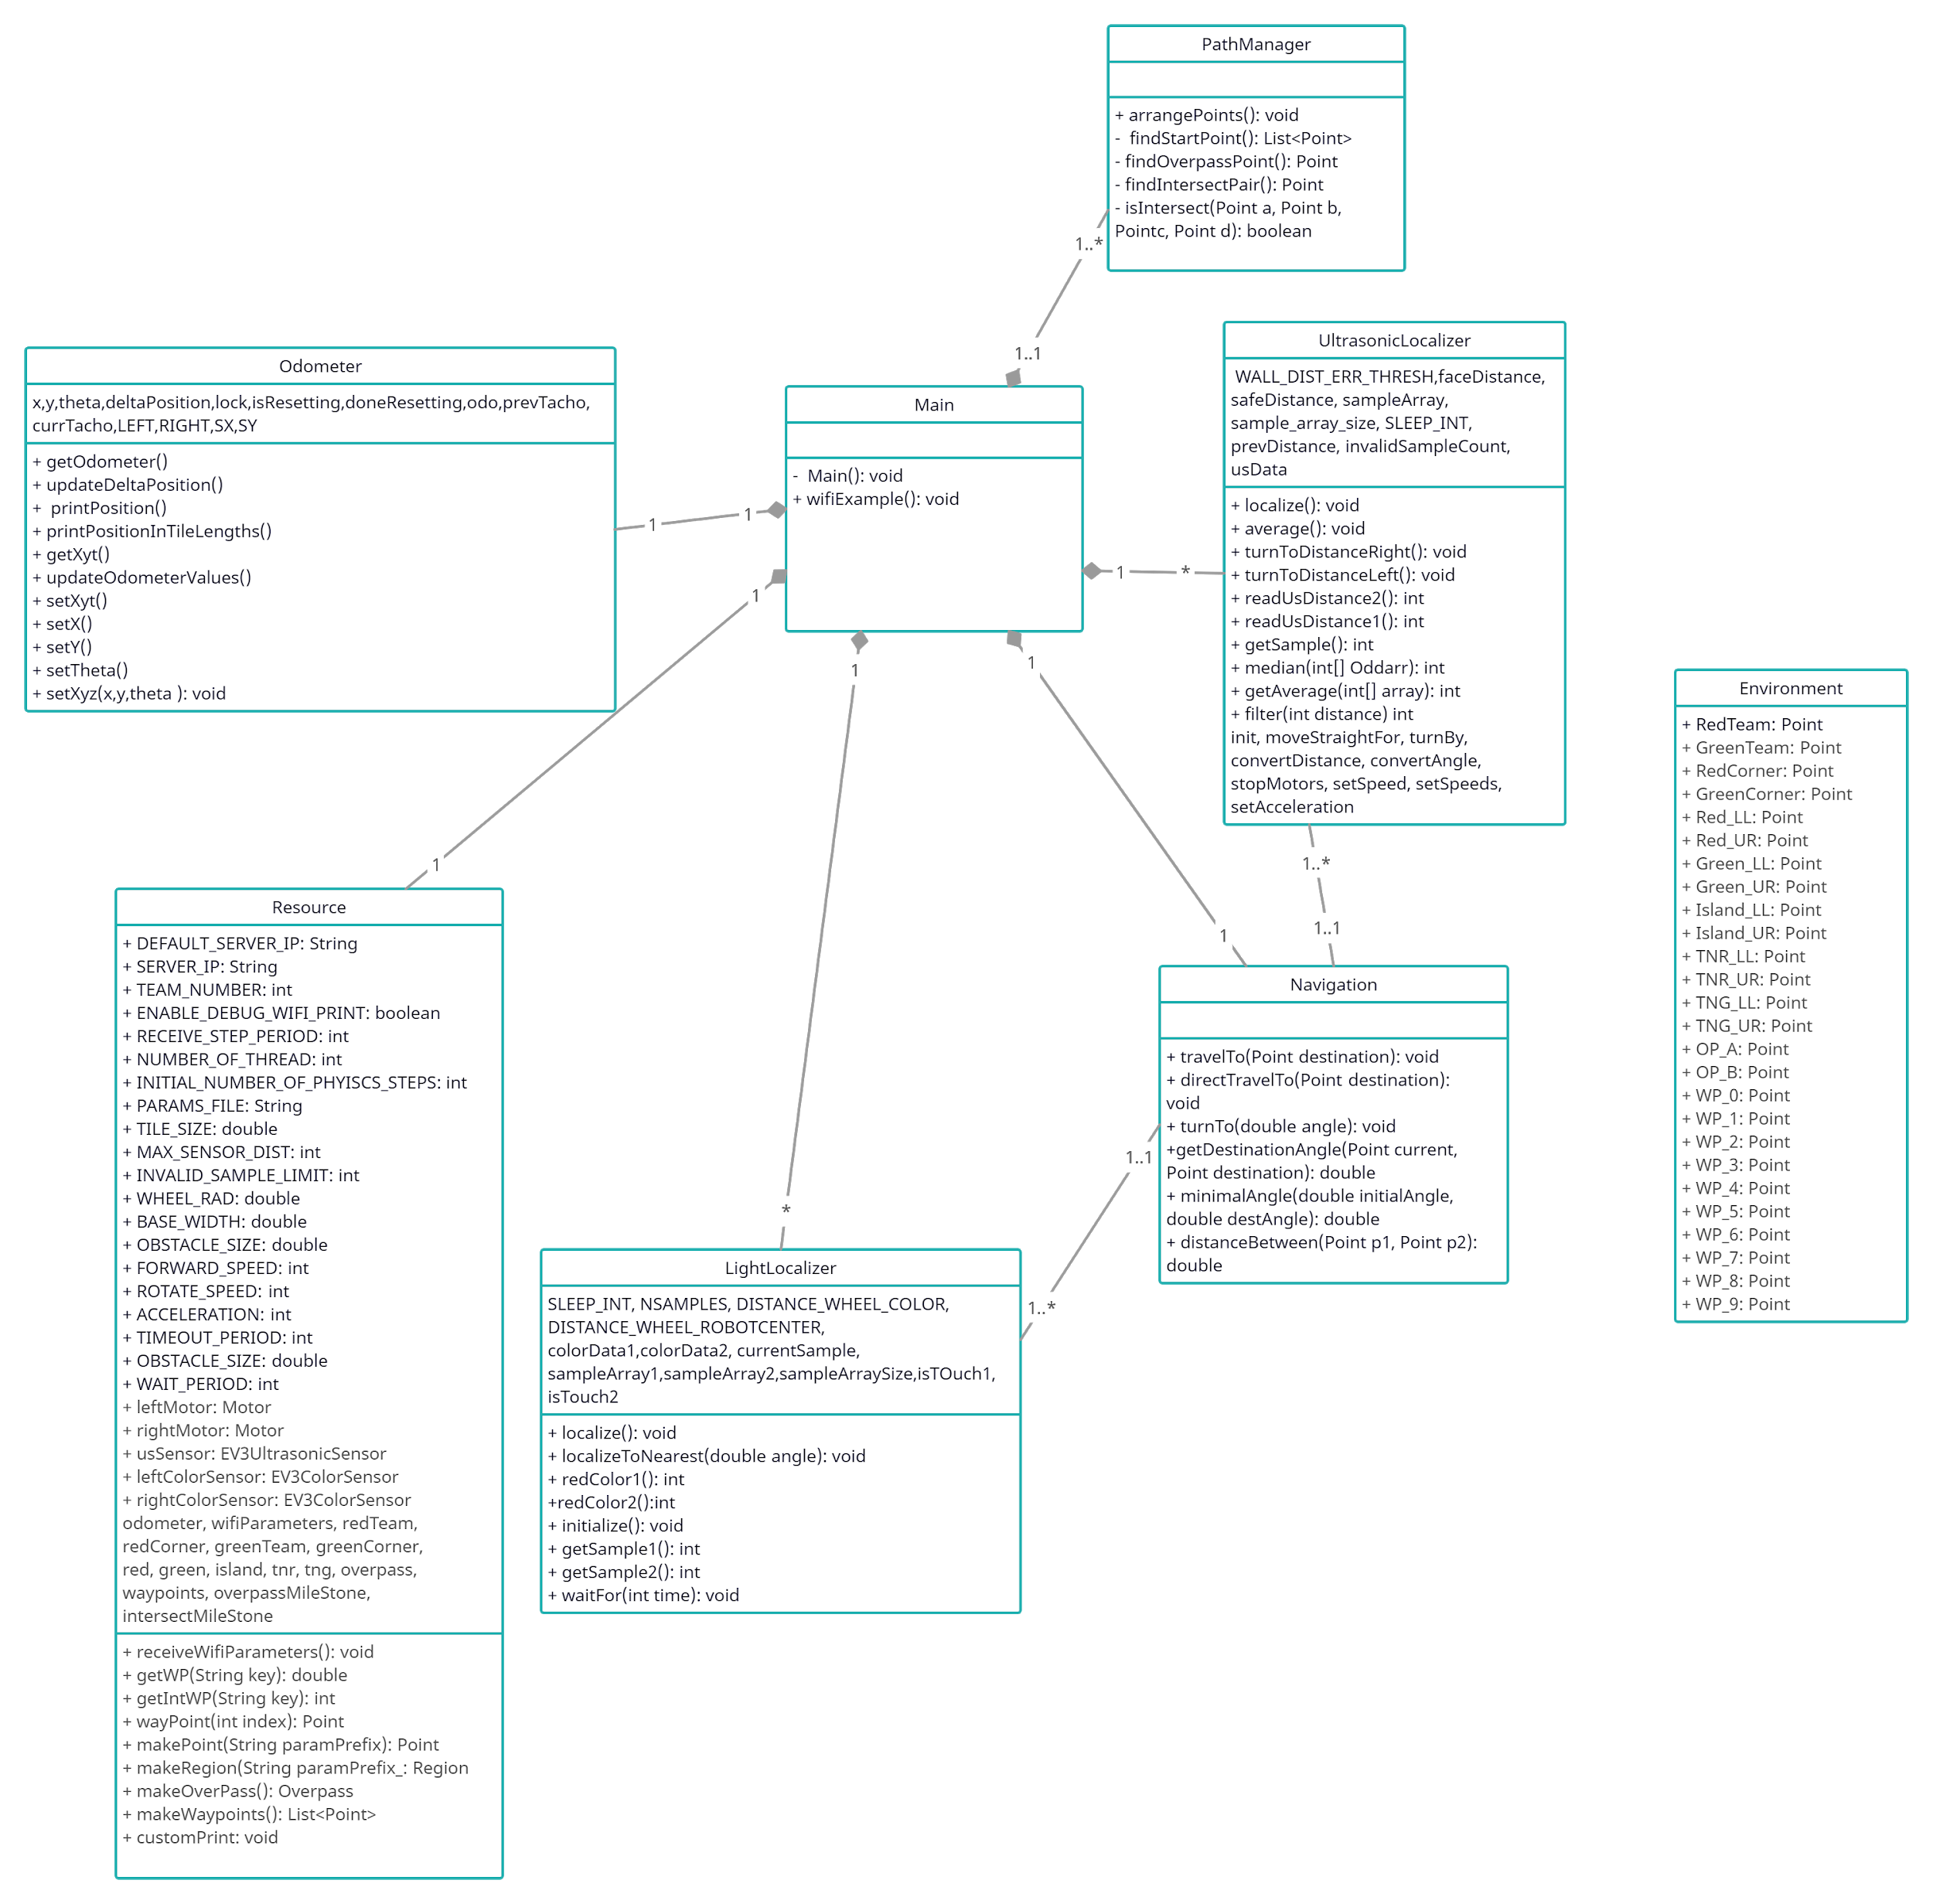 PathManager
+ arrangePoints(): void
-  findStartPoint(): List<Point>
- findOverpassPoint(): Point
- findIntersectPair(): Point
- isIntersect(Point a, Point b,
Pointc, Point d): boolean
1..*
1..1
Odometer
x,y,theta,deltaPosition,lock,isResetting,doneResetting,odo,prevTacho,
currTacho,LEFT,RIGHT,SX,SY
+ getOdometer()
+ updateDeltaPosition()
+  printPosition()
+ printPositionInTileLengths()
+ getXyt()
+ updateOdometerValues()
+ setXyt()
+ setX()
+ setY()
+ setTheta()
+ setXyz(x,y,theta ): void
1
1
Main
-  Main(): void
+ wifiExample(): void
1
*
UltrasonicLocalizer
WALL_DIST_ERR_THRESH,faceDistance,
safeDistance, sampleArray,
sample_array_size, SLEEP_INT,
prevDistance, invalidSampleCount,
usData
+ localize(): void
+ average(): void
+ turnToDistanceRight(): void
+ turnToDistanceLeft(): void
+ readUsDistance2(): int
+ readUsDistance1(): int
+ getSample(): int
+ median(int[] Oddarr): int
+ getAverage(int[] array): int
+ filter(int distance) int
init, moveStraightFor, turnBy,
convertDistance, convertAngle,
stopMotors, setSpeed, setSpeeds,
setAcceleration
1
1
1
*
1
1
1..*
1..1
Environment
+ RedTeam: Point
+ GreenTeam: Point
+ RedCorner: Point
+ GreenCorner: Point
+ Red_LL: Point
+ Red_UR: Point
+ Green_LL: Point
+ Green_UR: Point
+ Island_LL: Point
+ Island_UR: Point
+ TNR_LL: Point
+ TNR_UR: Point
+ TNG_LL: Point
+ TNG_UR: Point
+ OP_A: Point
+ OP_B: Point
+ WP_0: Point
+ WP_1: Point
+ WP_2: Point
+ WP_3: Point
+ WP_4: Point
+ WP_5: Point
+ WP_6: Point
+ WP_7: Point
+ WP_8: Point
+ WP_9: Point
Resource
+ DEFAULT_SERVER_IP: String
+ SERVER_IP: String
+ TEAM_NUMBER: int
+ ENABLE_DEBUG_WIFI_PRINT: boolean
+ RECEIVE_STEP_PERIOD: int
+ NUMBER_OF_THREAD: int
+ INITIAL_NUMBER_OF_PHYISCS_STEPS: int
+ PARAMS_FILE: String
+ TILE_SIZE: double
+ MAX_SENSOR_DIST: int
+ INVALID_SAMPLE_LIMIT: int
+ WHEEL_RAD: double
+ BASE_WIDTH: double
+ OBSTACLE_SIZE: double
+ FORWARD_SPEED: int
+ ROTATE_SPEED: int
+ ACCELERATION: int
+ TIMEOUT_PERIOD: int
+ OBSTACLE_SIZE: double
+ WAIT_PERIOD: int
+ leftMotor: Motor
+ rightMotor: Motor
+ usSensor: EV3UltrasonicSensor
+ leftColorSensor: EV3ColorSensor
+ rightColorSensor: EV3ColorSensor
odometer, wifiParameters, redTeam,
redCorner, greenTeam, greenCorner,
red, green, island, tnr, tng, overpass,
waypoints, overpassMileStone,
intersectMileStone
+ receiveWifiParameters(): void
+ getWP(String key): double
+ getIntWP(String key): int
+ wayPoint(int index): Point
+ makePoint(String paramPrefix): Point
+ makeRegion(String paramPrefix_: Region
+ makeOverPass(): Overpass
+ makeWaypoints(): List<Point>
+ customPrint: void
Navigation
+ travelTo(Point destination): void
+ directTravelTo(Point destination):
void
+ turnTo(double angle): void
+getDestinationAngle(Point current,
Point destination): double
+ minimalAngle(double initialAngle,
double destAngle): double
+ distanceBetween(Point p1, Point p2):
double
1..1
1..*
LightLocalizer
SLEEP_INT, NSAMPLES, DISTANCE_WHEEL_COLOR,
DISTANCE_WHEEL_ROBOTCENTER,
colorData1,colorData2, currentSample,
sampleArray1,sampleArray2,sampleArraySize,isTOuch1,
isTouch2
+ localize(): void
+ localizeToNearest(double angle): void
+ redColor1(): int
+redColor2():int
+ initialize(): void
+ getSample1(): int
+ getSample2(): int
+ waitFor(int time): void